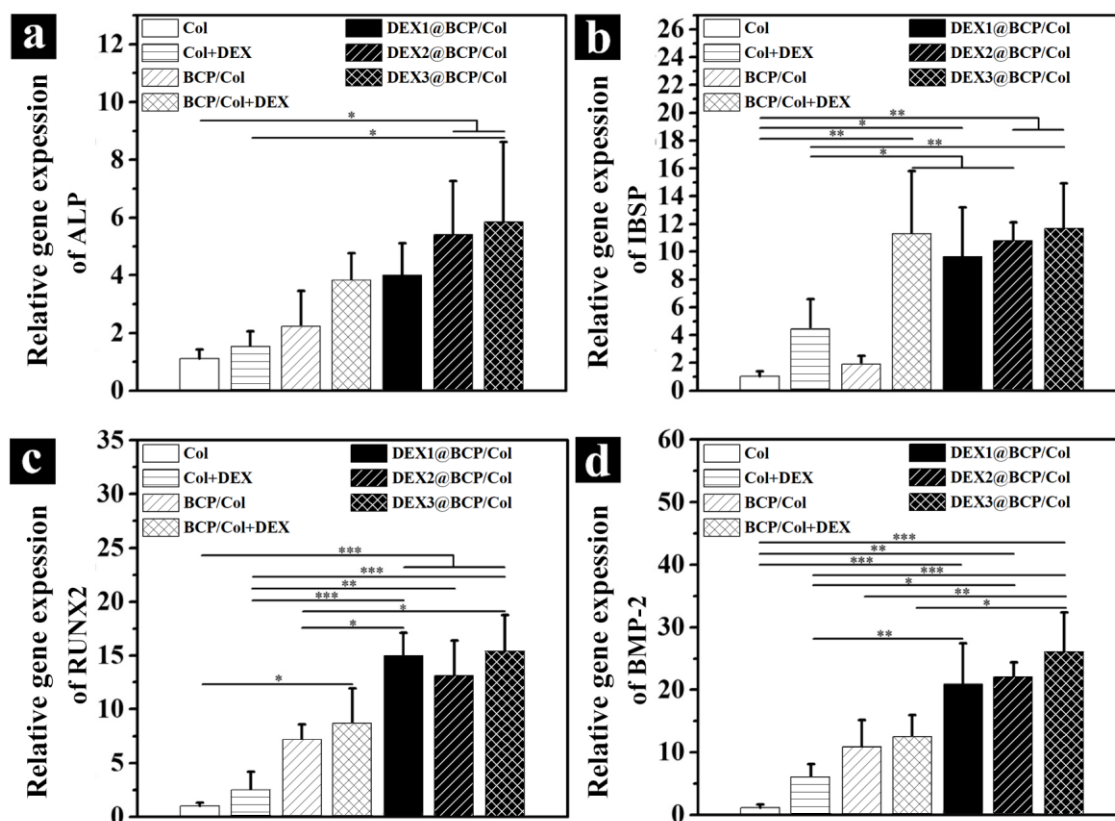 a
Relative gene expession
of ALP
12
10
8
6
4
2
0
Col
Col+DEX
BCP/Col
BCP/Col+DEX
DEX1@BCP/Col
DEX2@BCP/Col
DEX3@BCP/Col
*
*
b
Relative gene expession
of IBSP
26
24
22
20
18
16
14
12
10
8
6
4
2
0
Col
Col+DEX
BCP/Col
BCP/Col+DEX
DEX1@BCP/Col
DEX2@BCP/Col
DEX3@BCP/Col
**
*
**
**
*
c
Relative gene expession
of RUNX2
35
30
25
20
15
10
5
0
Col
Col+DEX
BCP/Col
BCP/Col+DEX
DEX1@BCP/Col
DEX2@BCP/Col
DEX3@BCP/Col
***
***
**
***
*
*
*
d
Relative gene expession
of BMP-2
60
50
40
30
20
10
0
Col
Col+DEX
BCP/Col
BCP/Col+DEX
DEX1@BCP/Col
DEX2@BCP/Col
DEX3@BCP/Col
***
**
***
***
*
**
*
**